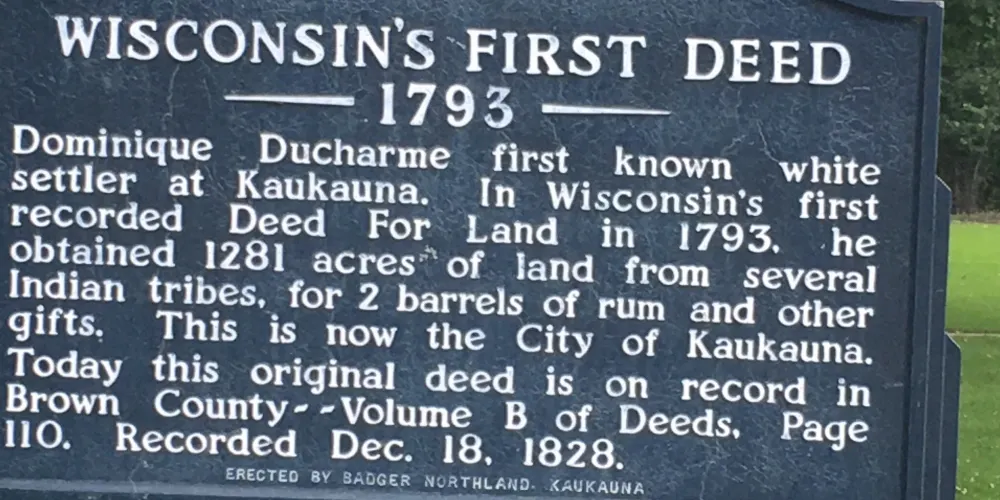 WISCONSIN'S FIRST DEED
1793
Dominique Ducharme first known white
settler at Kaukauna. In Wisconsin's first
recorded Deed For Land in 1793, he
obtained 1281 acres of land from several
Indian tribes, for 2 barrels of rum and other
gifts. This is now the City of Kaukauna.
Today this original deed is on record in
Brown County--Volume B of Deeds, Page
110. Recorded Dec. 18, 1828.
ERECTED BY BADGER NORTHLAND- KAUKAUNA